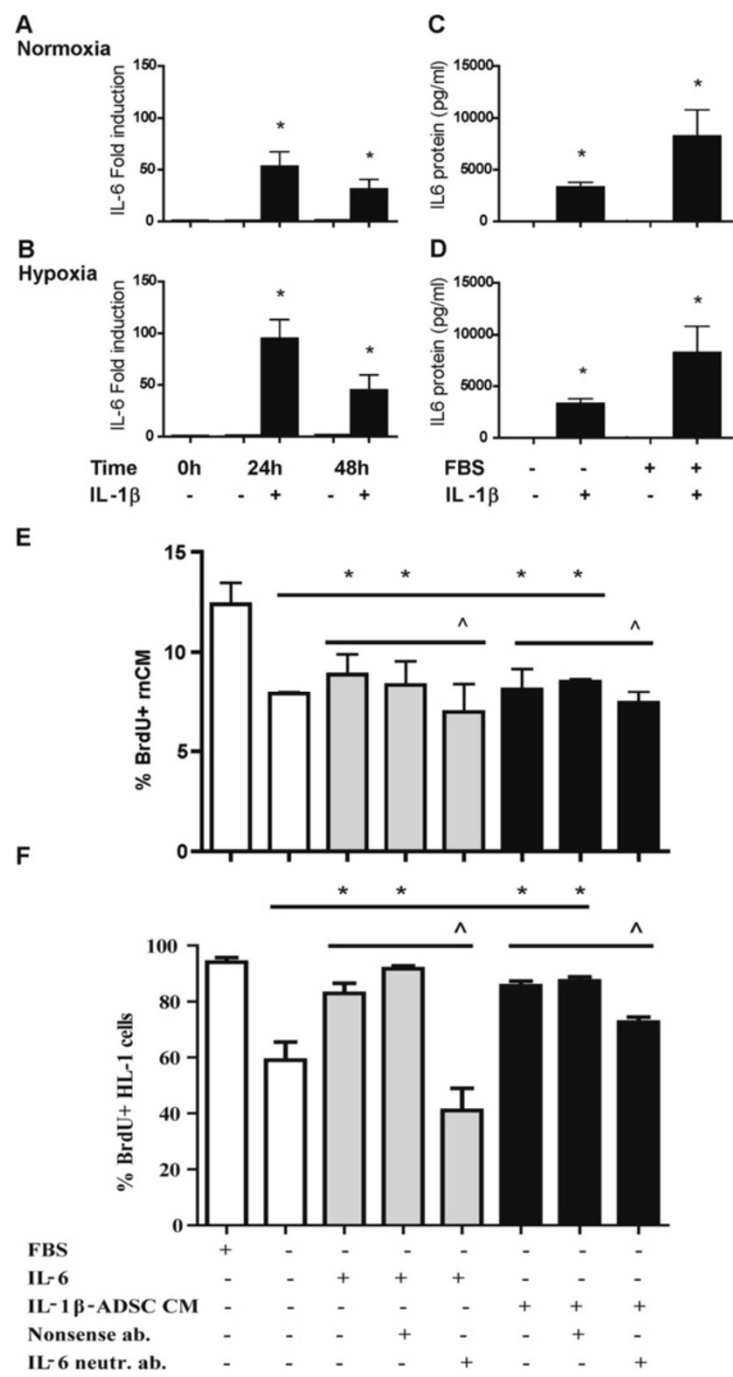 A
Normoxia
IL-6 Fold induction
150
100
50
0
* *
C
IL6 protein (pg/ml)
15000
10000
5000
0
* *
B
Hypoxia
IL-6 Fold induction
150
100
50
0
* *
Time 0h 24h 48h
IL-1β - - + - +
D
IL6 protein (pg/ml)
15000
10000
5000
0
* *
FBS - - + +
IL-1β - + - +
E
% BrdU+ rnCM
15
10
5
0
* * * *
^ ^
F
% BrdU+ HL-1 cells
* * * *
^ ^
100
80
60
40
20
0
FBS + - - - - - - -
IL-6 - - + + + - - -
IL-1β-ADSC CM - - - - - + + +
Nonsense ab. - - - + - - + -
IL-6 neutr. ab. - - - - + - - +